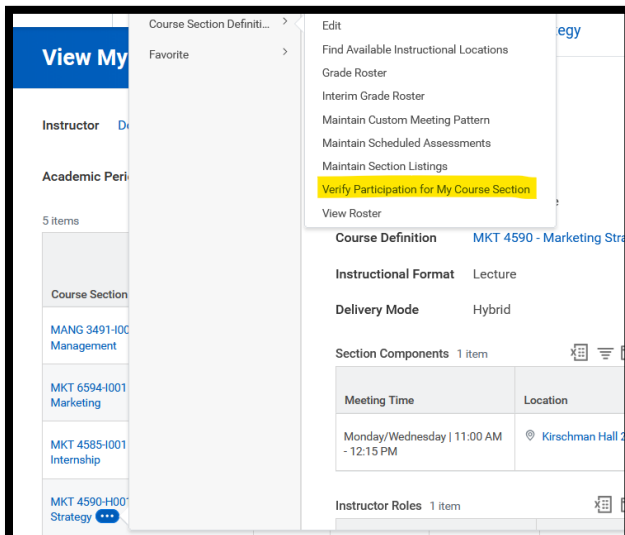 Course Section Definiti...
Favorite
Edit
Find Available Instructional Locations
Grade Roster
Interim Grade Roster
Maintain Custom Meeting Pattern
Maintain Scheduled Assessments
Maintain Section Listings
Verify Participation for My Course Section
View Roster
View My
Instructor
Academic Peri
5 items
Course Section
MANG 3491-I00
Management
MKT 6594-I001
Marketing
MKT 4585-I001
Internship
MKT 4590-H001
Strategy
Course Definition MKT 4590 - Marketing Stra
Instructional Format Lecture
Delivery Mode Hybrid
Section Components 1 item
Meeting Time Location
Monday/Wednesday | 11:00 AM
- 12:15 PM
Kirschman Hall 2
Instructor Roles 1 item